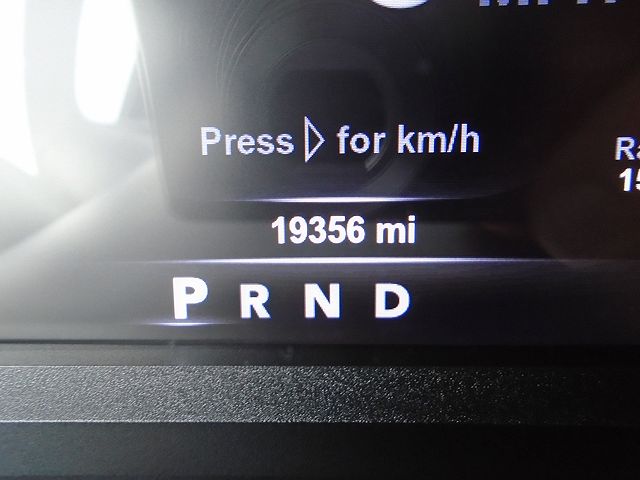 Press ▷ for km/h
19356 mi
P R N D